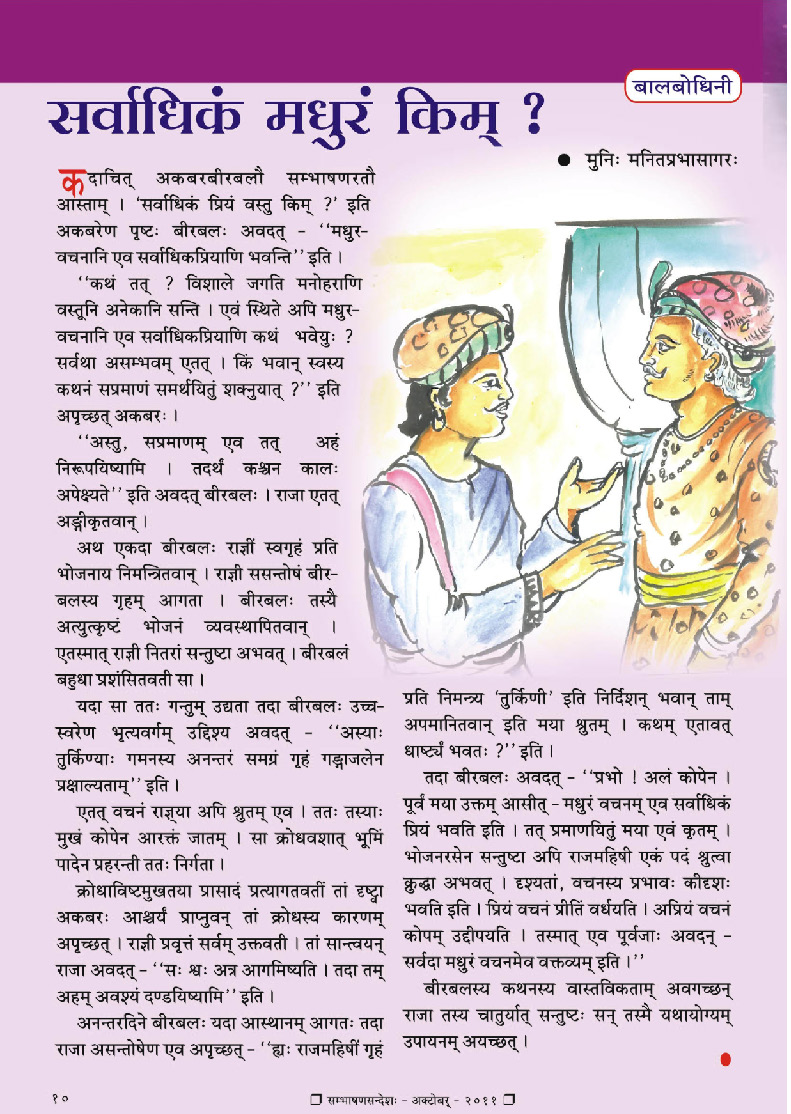 बालबोधिनी
सर्वाधिकं मधुरं किम् ?
● मुनिः मनितप्रभासागरः
कदाचित् अकबरबीरबलौ सम्भाषणरतौ
आस्ताम् । ‘सर्वाधिकं प्रियं वस्तु किम् ?’ इति
अकबरेण पृष्टः बीरबलः अवदत् - ‘‘मधुर-
वचनानि एव सर्वाधिकप्रियाणि भवन्ति’’ इति ।
‘‘कथं तत् ? विशाले जगति मनोहराणि
वस्तूनि अनेकानि सन्ति । एवं स्थिते अपि मधुर-
वचनानि एव सर्वाधिकप्रियाणि कथं भवेयुः ?
सर्वथा असम्भवम् एतत् । किं भवान् स्वस्य
कथनं सप्रमाणं समर्थयितुं शक्नुयात् ?’’ इति
अपृच्छत् अकबरः ।
‘‘अस्तु, सप्रमाणम् एव तत् अहं
निरूपयिष्यामि । तदर्थं कश्चन कालः
अपेक्ष्यते’’ इति अवदत् बीरबलः । राजा एतत्
अङ्गीकृतवान् ।
अथ एकदा बीरबलः राज्ञीं स्वगृहं प्रति
भोजनाय निमन्त्रितवान् । राज्ञी ससन्तोषं बीर-
बलस्य गृहम् आगता । बीरबलः तस्यै
अत्युत्कृष्टं भोजनं व्यवस्थापितवान् ।
एतस्मात् राज्ञी नितरां सन्तुष्टा अभवत् । बीरबलं
बहुधा प्रशंसितवती सा ।
यदा सा ततः गन्तुम् उद्यता तदा बीरबलः उच्च-
स्वरेण भृत्यवर्गम् उद्दिश्य अवदत् - ‘‘अस्याः
तुर्किण्याः गमनस्य अनन्तरं समग्रं गृहं गङ्गाजलेन
प्रक्षाल्यताम्’’ इति ।
एतत् वचनं राज्ञ्या अपि श्रुतम् एव । ततः तस्याः
मुखं कोपेन आरक्तं जातम् । सा क्रोधवशात् भूमिं
पादेन प्रहरन्ती ततः निर्गता ।
क्रोधाविष्टमुखतया प्रासादं प्रत्यागतवतीं तां दृष्ट्वा
अकबरः आश्चर्यं प्राप्नुवन् तां क्रोधस्य कारणम्
अपृच्छत् । राज्ञी प्रवृत्तं सर्वम् उक्तवती । तां सान्त्वयन्
राजा अवदत् - ‘‘सः श्वः अत्र आगमिष्यति । तदा तम्
अहम् अवश्यं दण्डयिष्यामि’’ इति ।
अनन्तरदिने बीरबलः यदा आस्थानम् आगतः तदा
राजा असन्तोषेण एव अपृच्छत् - ‘‘ह्यः राजमहिषीं गृहं
प्रति निमन्त्र्य ‘तुर्किणी’ इति निर्दिशन् भवान् ताम्
अपमानितवान् इति मया श्रुतम् । कथम् एतावत्
धार्ष्ट्यं भवतः ?’’ इति ।
तदा बीरबलः अवदत् - ‘‘प्रभो ! अलं कोपेन ।
पूर्वं मया उक्तम् आसीत् - मधुरं वचनम् एव सर्वाधिकं
प्रियं भवति इति । तत् प्रमाणयितुं मया एवं कृतम् ।
भोजनरसेन सन्तुष्टा अपि राजमहिषी एकं पदं श्रुत्वा
क्रुद्धा अभवत् । दृश्यतां, वचनस्य प्रभावः कीदृशः
भवति इति । प्रियं वचनं प्रीतिं वर्धयति । अप्रियं वचनं
कोपम् उद्दीपयति । तस्मात् एव पूर्वजाः अवदन् -
सर्वदा मधुरं वचनमेव वक्तव्यम् इति ।’’
बीरबलस्य कथनस्य वास्तविकताम् अवगच्छन्
राजा तस्य चातुर्यात् सन्तुष्टः सन् तस्मै यथायोग्यम्
उपायनम् अयच्छत् ।
१० ❐ सम्भाषणसन्देशः - अक्टोबर् - २०११ ❐